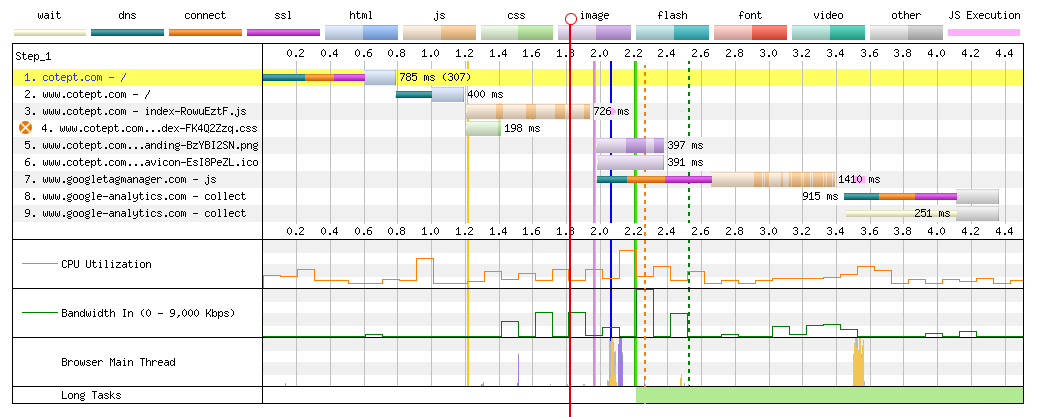 wait dns connect ssl html js css image flash font video other JS Execution
Step_1 0.2 0.4 0.6 0.8 1.0 1.2 1.4 1.6 1.8 2.0 2.2 2.4 2.6 2.8 3.0 3.2 3.4 3.6 3.8 4.0 4.2 4.4
1. cotept.com - / 785 ms (307)
2. www.cotept.com - / 400 ms
3. www.cotept.com - index-RowuEztF.js 726 ms
4. www.cotept.com...dex-FK4Q2Zzq.css 198 ms
5. www.cotept.com...anding-BzYBI2SN.png 397 ms
6. www.cotept.com...avicon-EsI8PeZL.ico 391 ms
7. www.googletagmanager.com - js 1410 ms
8. www.google-analytics.com - collect 915 ms
9. www.google-analytics.com - collect 251 ms
0.2 0.4 0.6 0.8 1.0 1.2 1.4 1.6 1.8 2.0 2.2 2.4 2.6 2.8 3.0 3.2 3.4 3.6 3.8 4.0 4.2 4.4
CPU Utilization
Bandwidth In (0 - 9,000 Kbps)
Browser Main Thread
Long Tasks